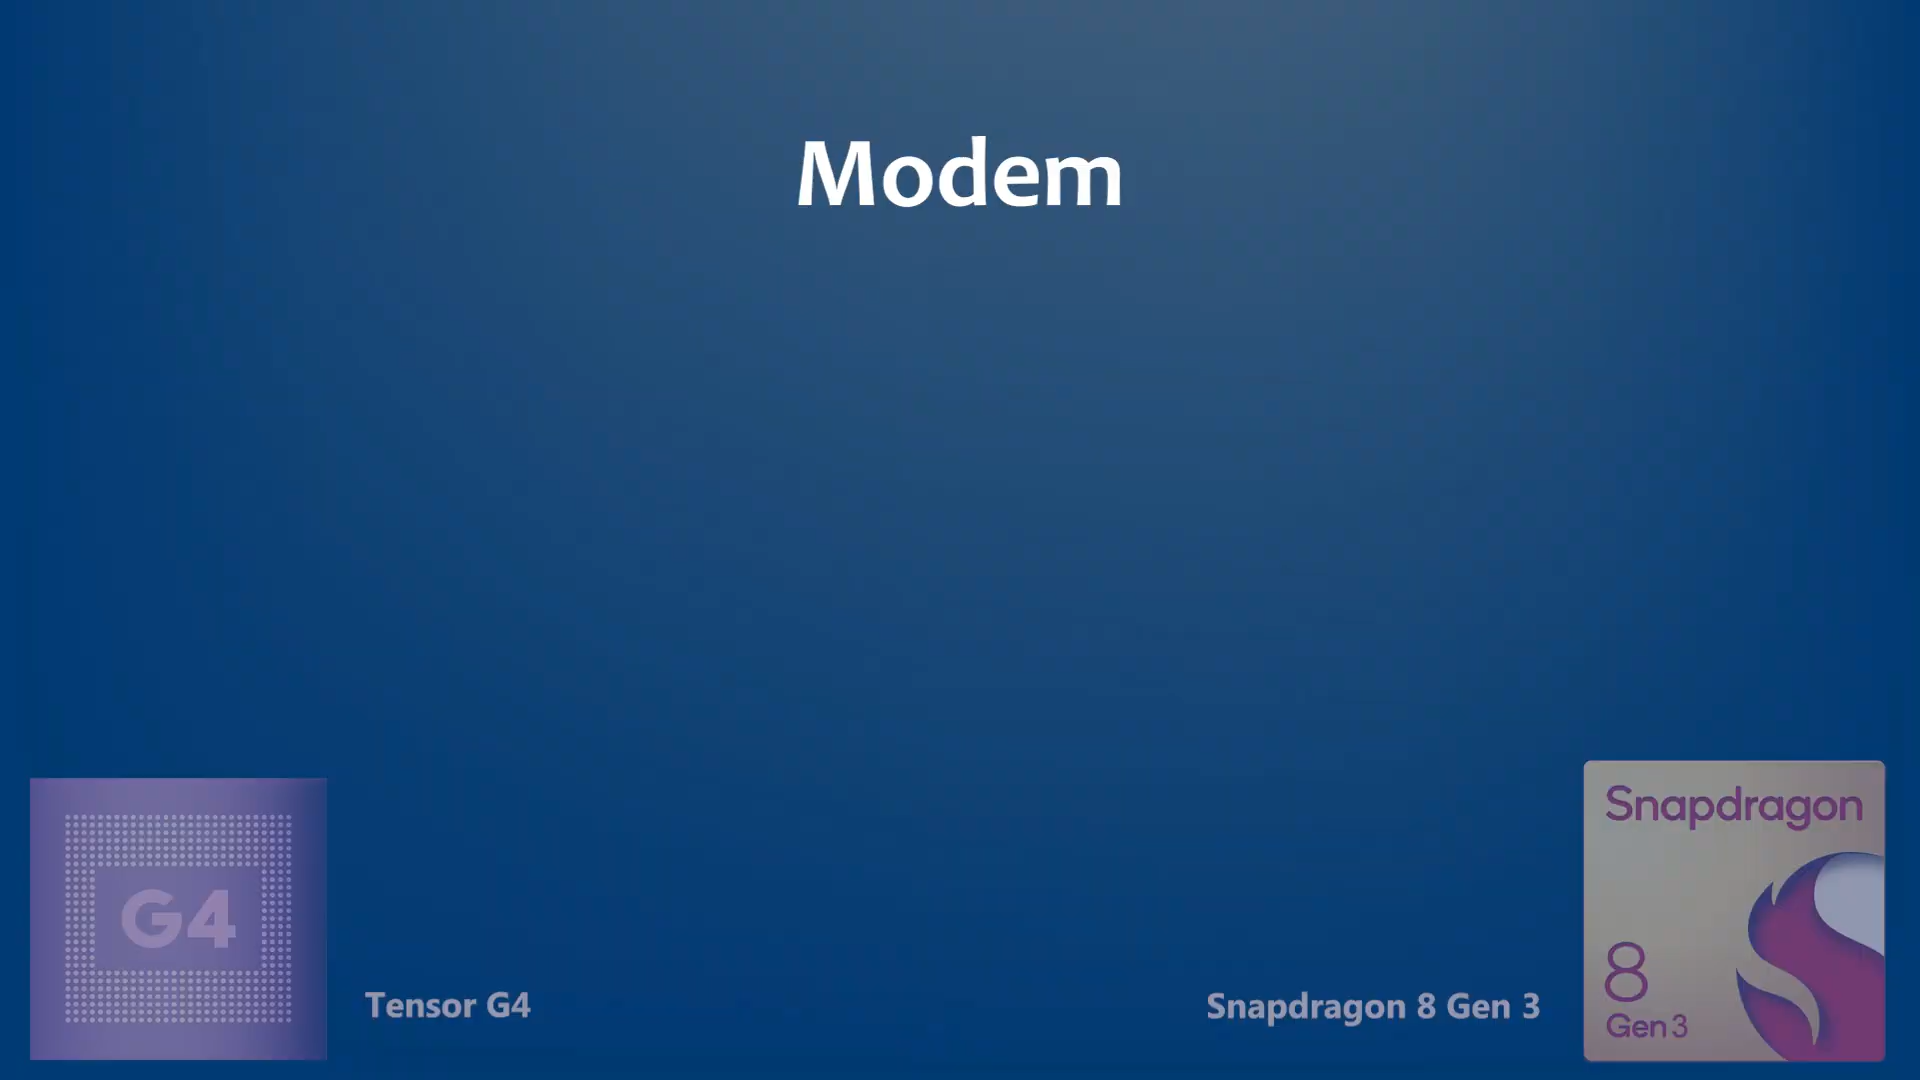 Modem
G4
Tensor G4
Snapdragon 8 Gen 3
Snapdragon
8
Gen 3